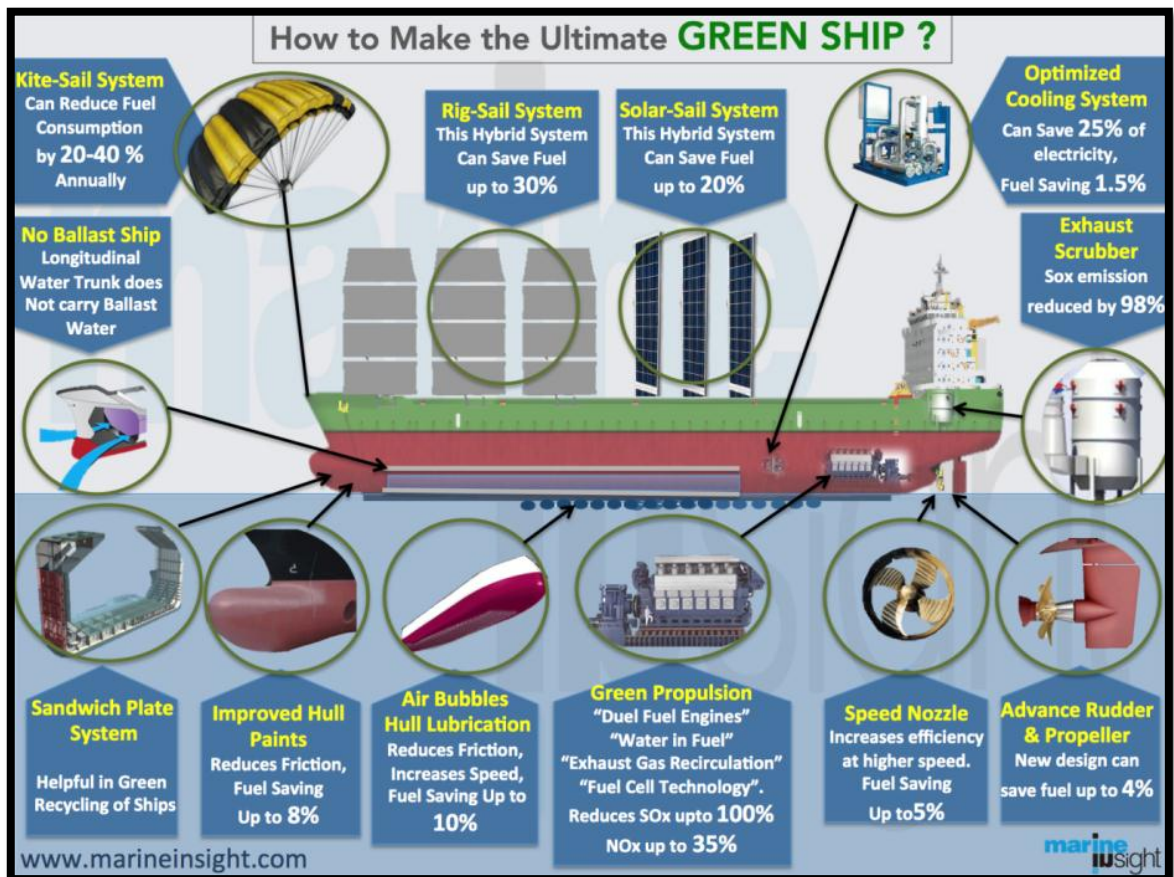 How to Make the Ultimate GREEN SHIP ?
Kite-Sail System
Can Reduce Fuel
Consumption
by 20-40 %
Annually
Rig-Sail System
This Hybrid System
Can Save Fuel
up to 30%
Solar-Sail System
This Hybrid System
Can Save Fuel
up to 20%
Optimized
Cooling System
Can Save 25% of
electricity,
Fuel Saving 1.5%
No Ballast Ship
Longitudinal
Water Trunk does
Not carry Ballast
Water
Exhaust
Scrubber
Sox emission
reduced by 98%
Sandwich Plate
System
Helpful in Green
Recycling of Ships
Improved Hull
Paints
Reduces Friction,
Fuel Saving
Up to 8%
Air Bubbles
Hull Lubrication
Reduces Friction,
Increases Speed,
Fuel Saving Up to
10%
Green Propulsion
“Duel Fuel Engines”
“Water in Fuel”
“Exhaust Gas Recirculation”
“Fuel Cell Technology”.
Reduces SOx upto 100%
NOx up to 35%
Speed Nozzle
Increases efficiency
at higher speed.
Fuel Saving
Up to5%
Advance Rudder
& Propeller
New design can
save fuel up to 4%
www.marineinsight.com
marine
insight